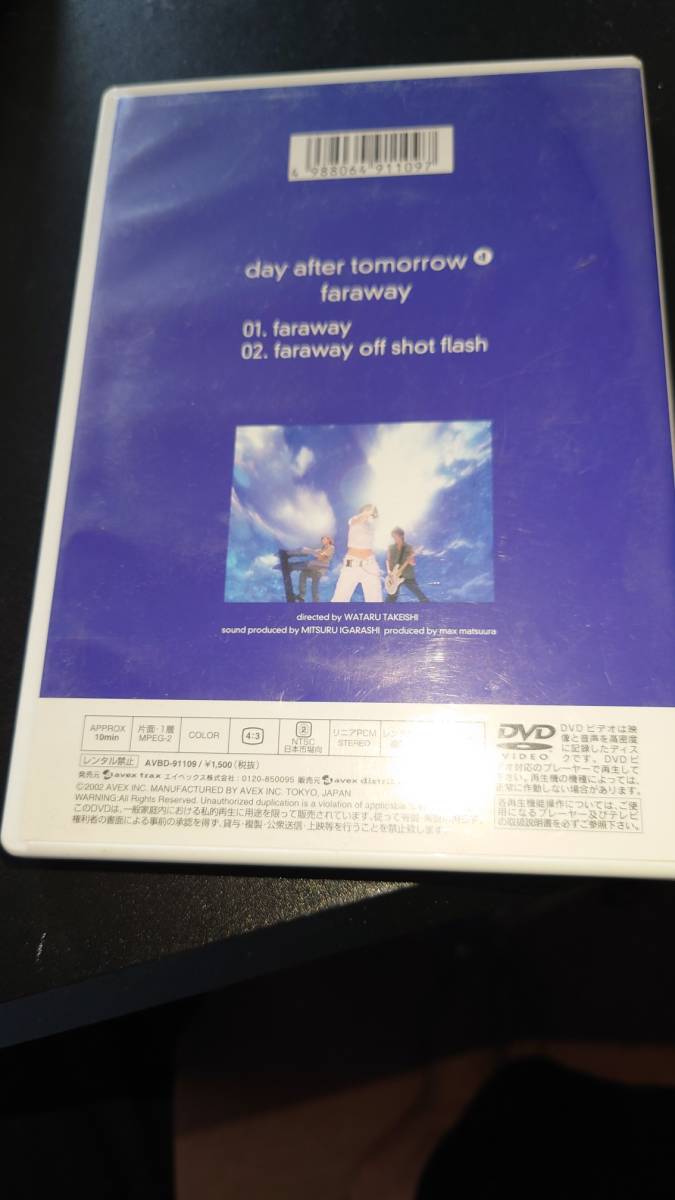 4 988064 911097
day after tomorrow
faraway
01. faraway
02. faraway off shot flash
directed by WATARU TAKEISHI
sound produced by MITSURU IGARASHI produced by max matsuura
APPROX 10min
片面・1層 MPEG-2
COLOR
4:3
2 NTSC 日本市場向
リニアPCM STEREO
DVD VIDEO
DVDビデオは映
像と音声を高密度
に記録したディス
クです。DVDビ
オ対応のプレーヤーで再生して
下さい。再生機の機種によっては、
正常に作動しない場合があります。
各再生機能操作については、ご使
用になるプレーヤー及びテレビ
の取扱説明書を必ずご参照下さい。
レンタル禁止 AVBD-91109/¥1,500(税抜)
発売元 avex trax エイベックス株式会社:0120-850095 販売元 avex
©2002 AVEX INC. MANUFACTURED BY AVEX INC. TOKYO, JAPAN
WARNING:All Rights Reserved. Unauthorized duplication is a violation of
このDVDは、一般家庭内における私的再生に用途を限って販売されています。従って
権利者の書面による事前の承認を得ず、貸与・複製・公衆送信・上映等を行うことを禁止致します。